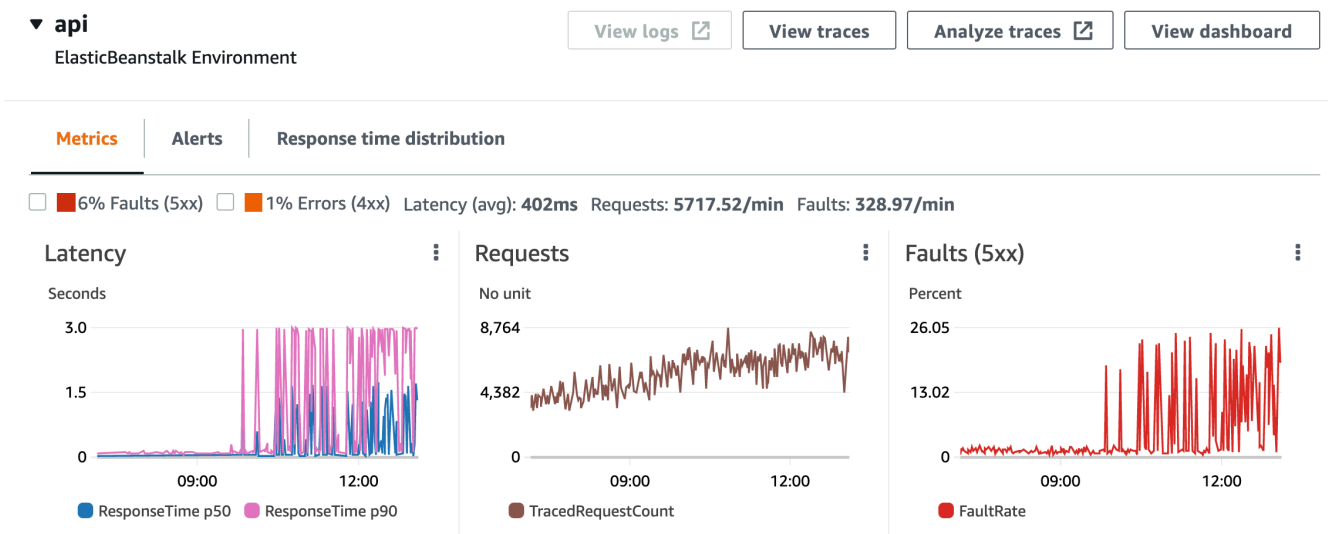 api
View logs
View traces
Analyze traces
View dashboard
ElasticBeanstalk Environment
Metrics
Alerts
Response time distribution
6% Faults (5xx) 1% Errors (4xx) Latency (avg): 402ms Requests: 5717.52/min Faults: 328.97/min
Latency
Seconds
3.0
1.5
0
09:00 12:00
ResponseTime p50 ResponseTime p90
Requests
No unit
8,764
4,382
0
09:00 12:00
TracedRequestCount
Faults (5xx)
Percent
26.05
13.02
0
09:00 12:00
FaultRate